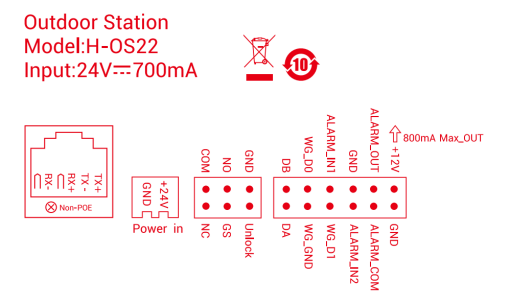 Outdoor Station
Model:H-OS22
Input:24V⎓700mA
10
RX-
RX+
TX-
TX+
Non-POE
GND
+24V
Power in
COM
NO
GND
NC
GS
Unlock
DB
WG_D0
ALARM_IN1
GND
ALARM_OUT
+12V
800mA Max_OUT
DA
WG_GND
WG_D1
ALARM_IN2
ALARM_COM
GND